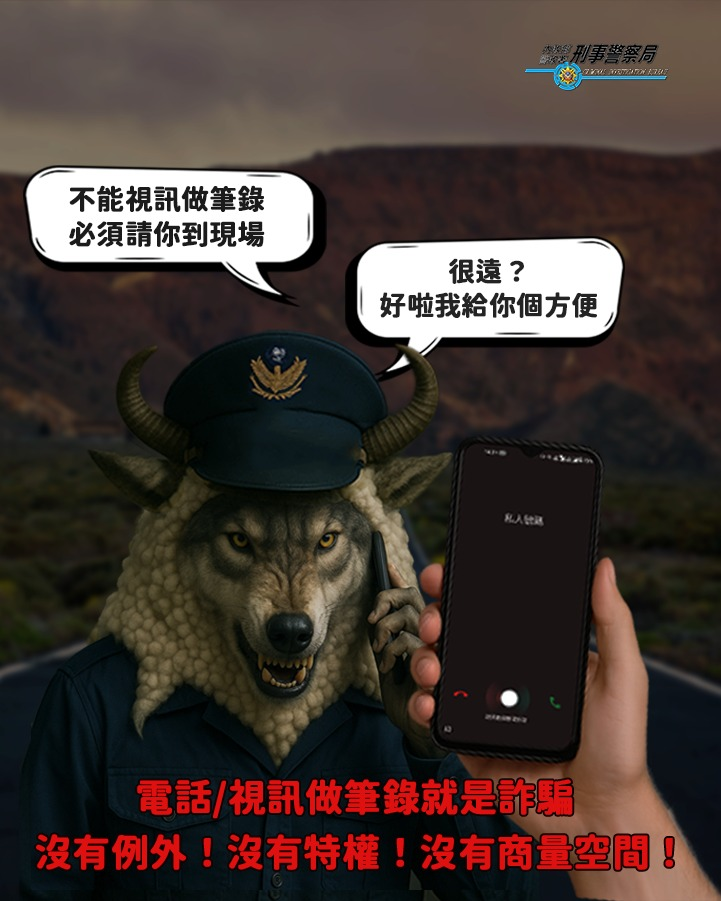 刑事警察局
不能視訊做筆錄
必須請你到現場
很遠？
好啦我給你個方便
私人號碼
電話/視訊做筆錄就是詐騙
沒有例外！沒有特權！沒有商量空間！